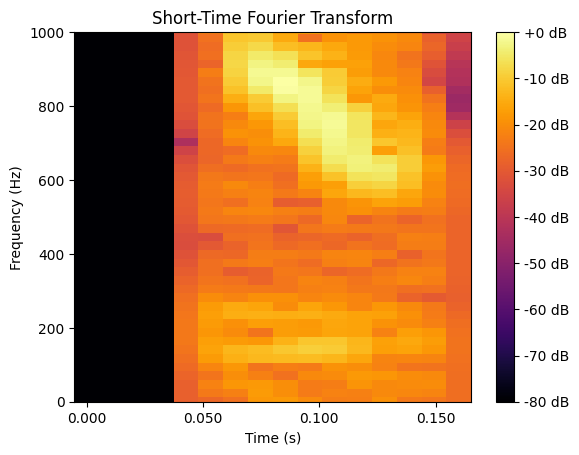 Short-Time Fourier Transform
1000
800
600
400
200
0
Frequency (Hz)
0.000
0.050
0.100
0.150
Time (s)
+0 dB
-10 dB
-20 dB
-30 dB
-40 dB
-50 dB
-60 dB
-70 dB
-80 dB